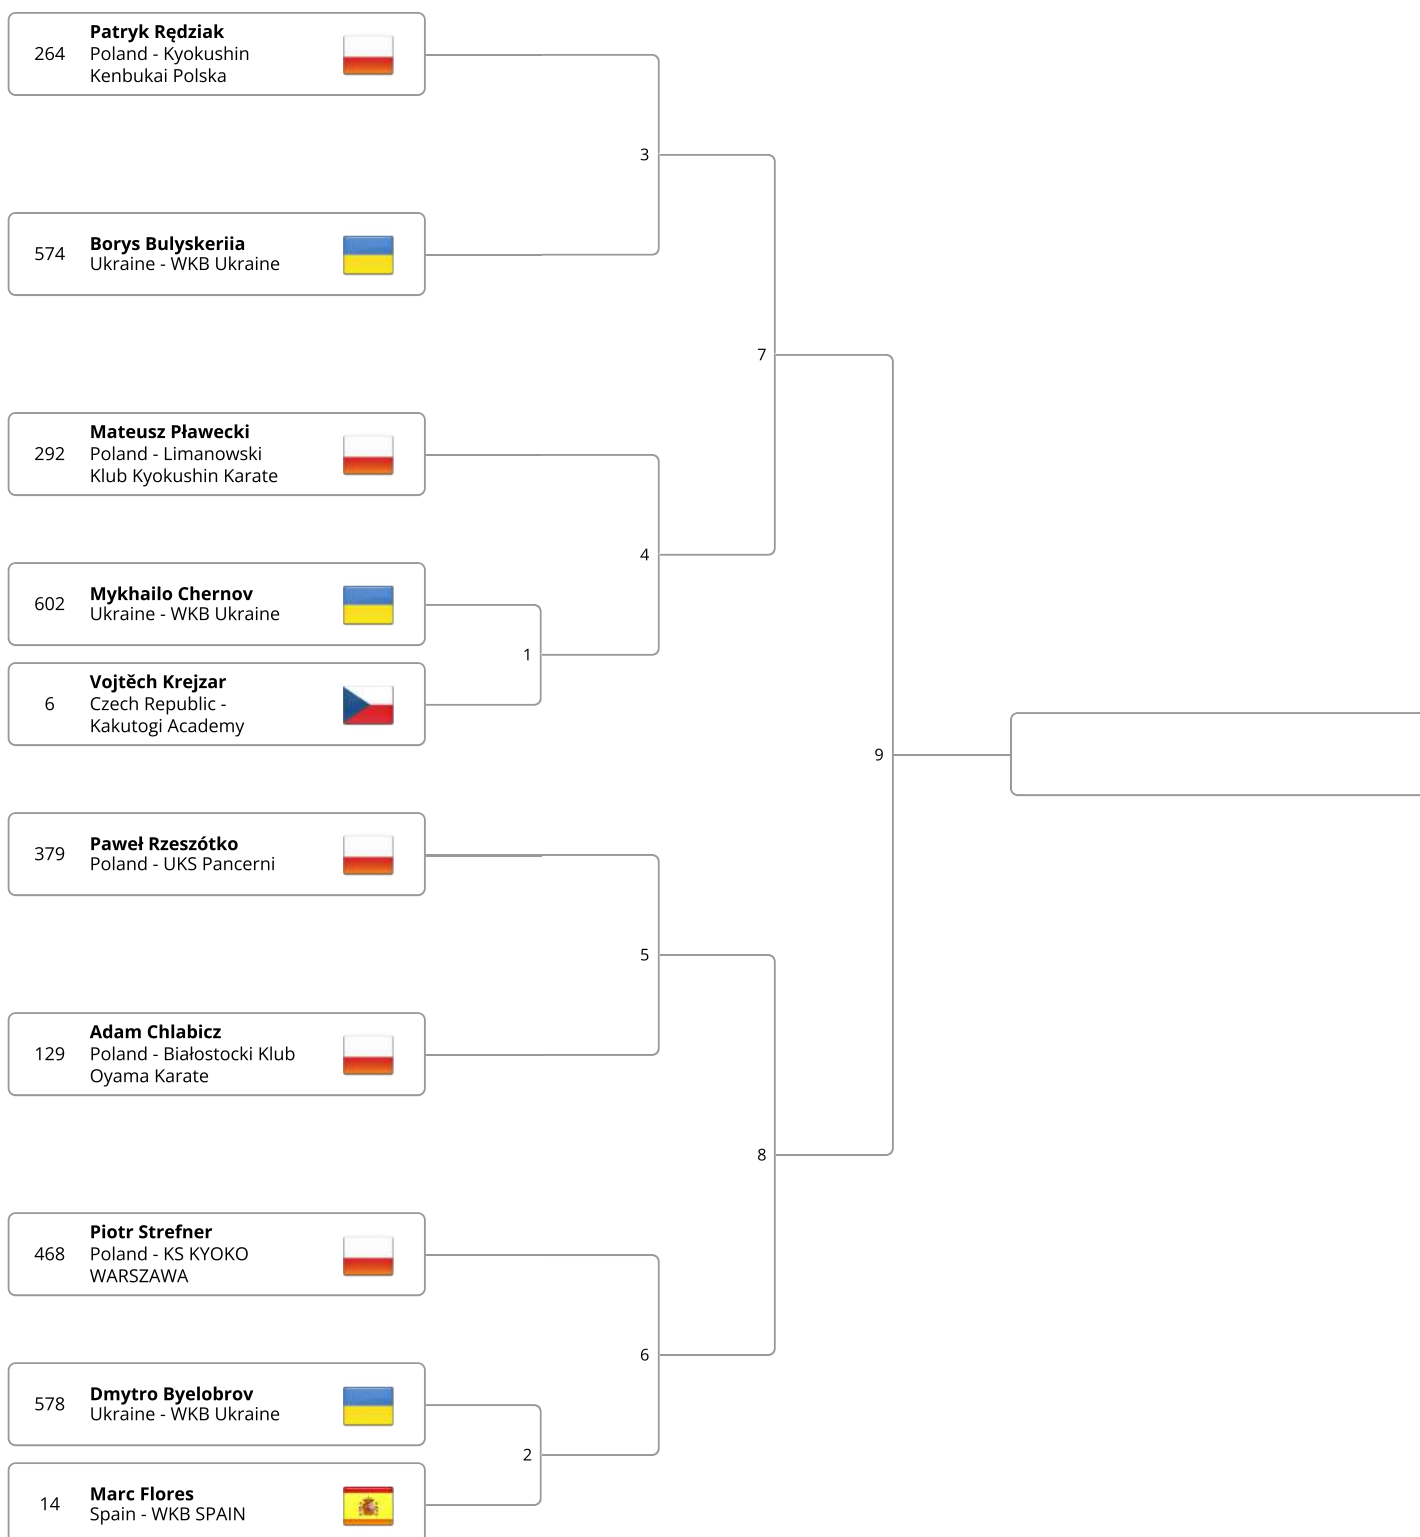 264
Patryk Rędziak
Poland - Kyokushin
Kenbukai Polska
3
574
Borys Bulyskeriia
Ukraine - WKB Ukraine
7
292
Mateusz Pławecki
Poland - Limanowski
Klub Kyokushin Karate
4
602
Mykhailo Chernov
Ukraine - WKB Ukraine
1
6
Vojtěch Krejzar
Czech Republic -
Kakutogi Academy
9
379
Paweł Rzeszótko
Poland - UKS Pancerni
5
129
Adam Chlabicz
Poland - Białostocki Klub
Oyama Karate
8
468
Piotr Strefner
Poland - KS KYOKO
WARSZAWA
6
578
Dmytro Byelobrov
Ukraine - WKB Ukraine
2
14
Marc Flores
Spain - WKB SPAIN